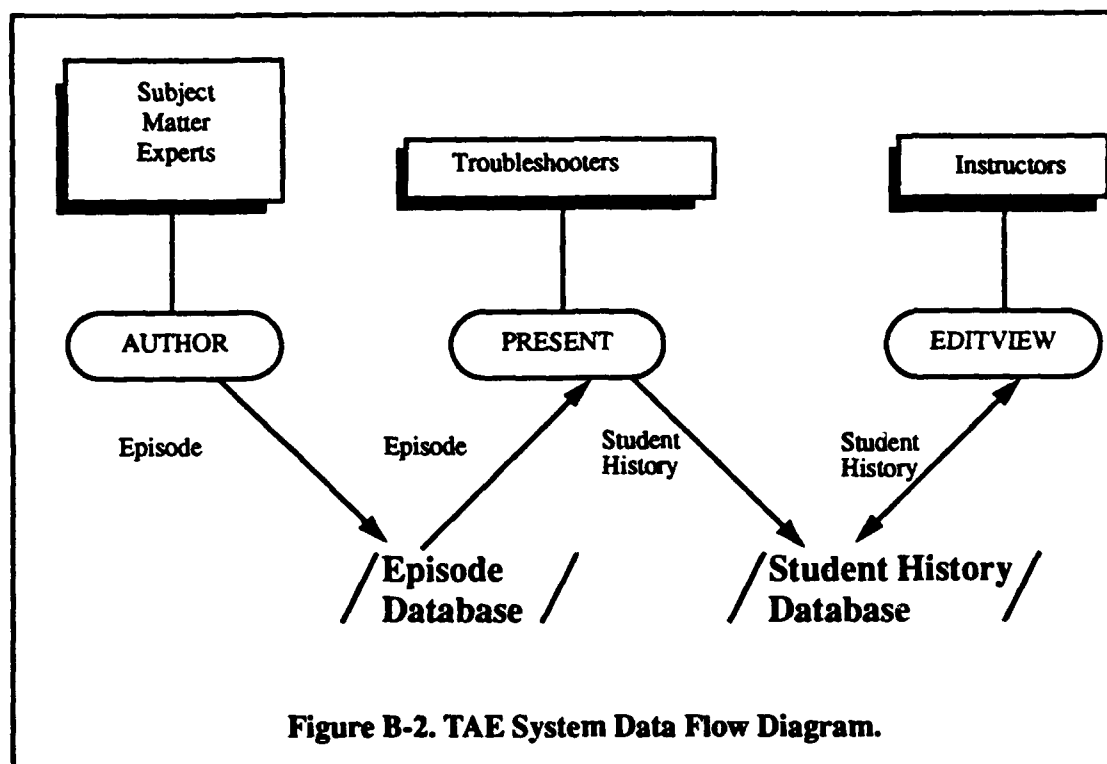 Subject
Matter
Experts
Troubleshooters
Instructors
AUTHOR
PRESENT
EDITVIEW
Episode
Episode
Student
History
Student
History
Episode
Database
Student History
Database
Figure B-2. TAE System Data Flow Diagram.